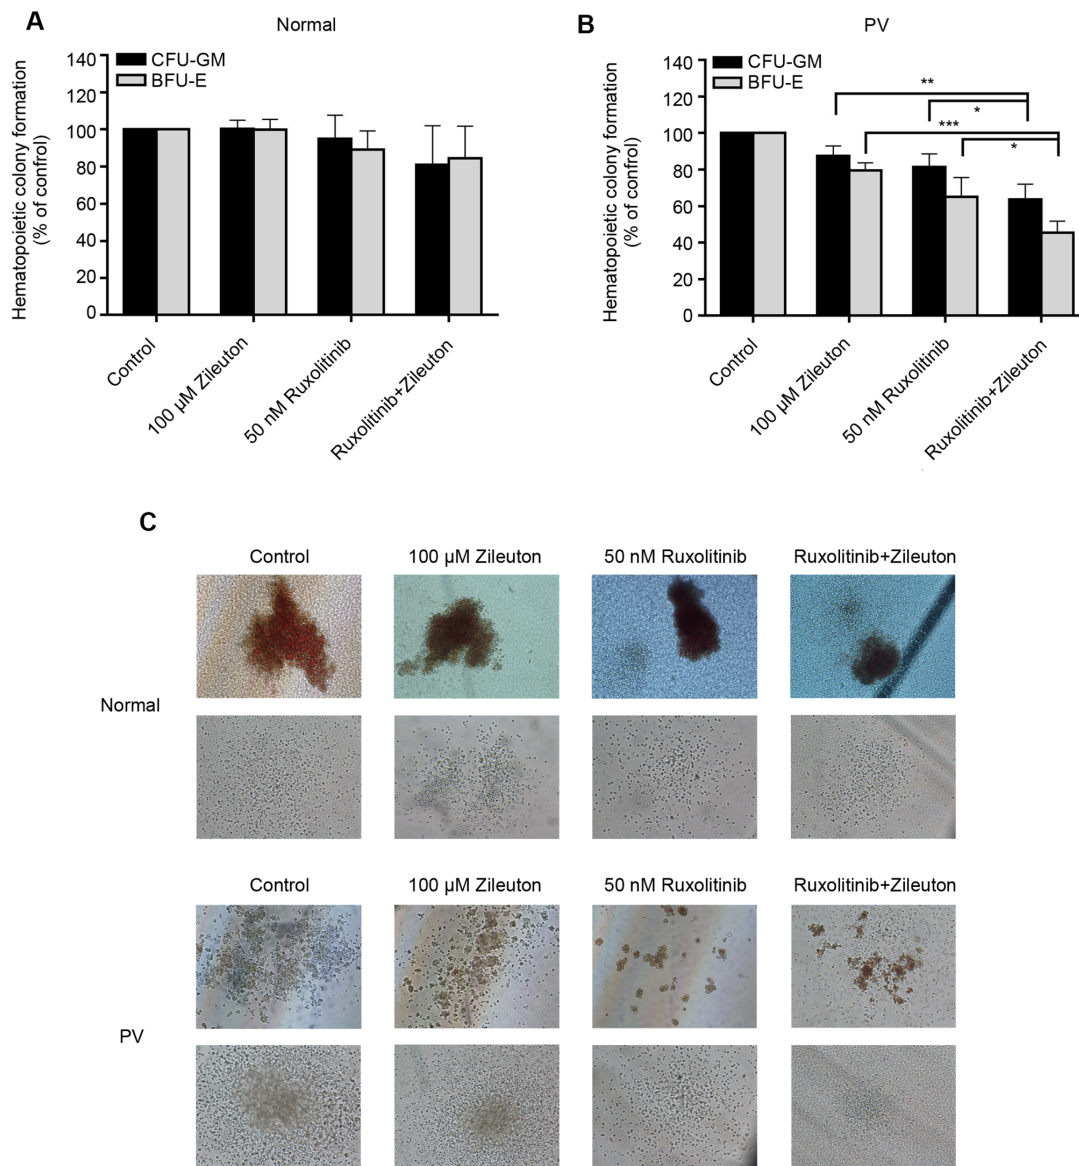 A
Normal
Hematopoietic colony formation
(% of confrol)
140
120
100
80
60
40
20
0
CFU-GM
BFU-E
Control
100 µM Zileuton
50 nM Ruxolitinib
Ruxolitinib+Zileuton
B
PV
Hematopoietic colony formation
(% of confrol)
140
120
100
80
60
40
20
0
CFU-GM
BFU-E
**
*
***
*
Control
100 µM Zileuton
50 nM Ruxolitinib
Ruxolitinib+Zileuton
C
Control 100 µM Zileuton 50 nM Ruxolitinib Ruxolitinib+Zileuton
Normal
Control 100 µM Zileuton 50 nM Ruxolitinib Ruxolitinib+Zileuton
PV